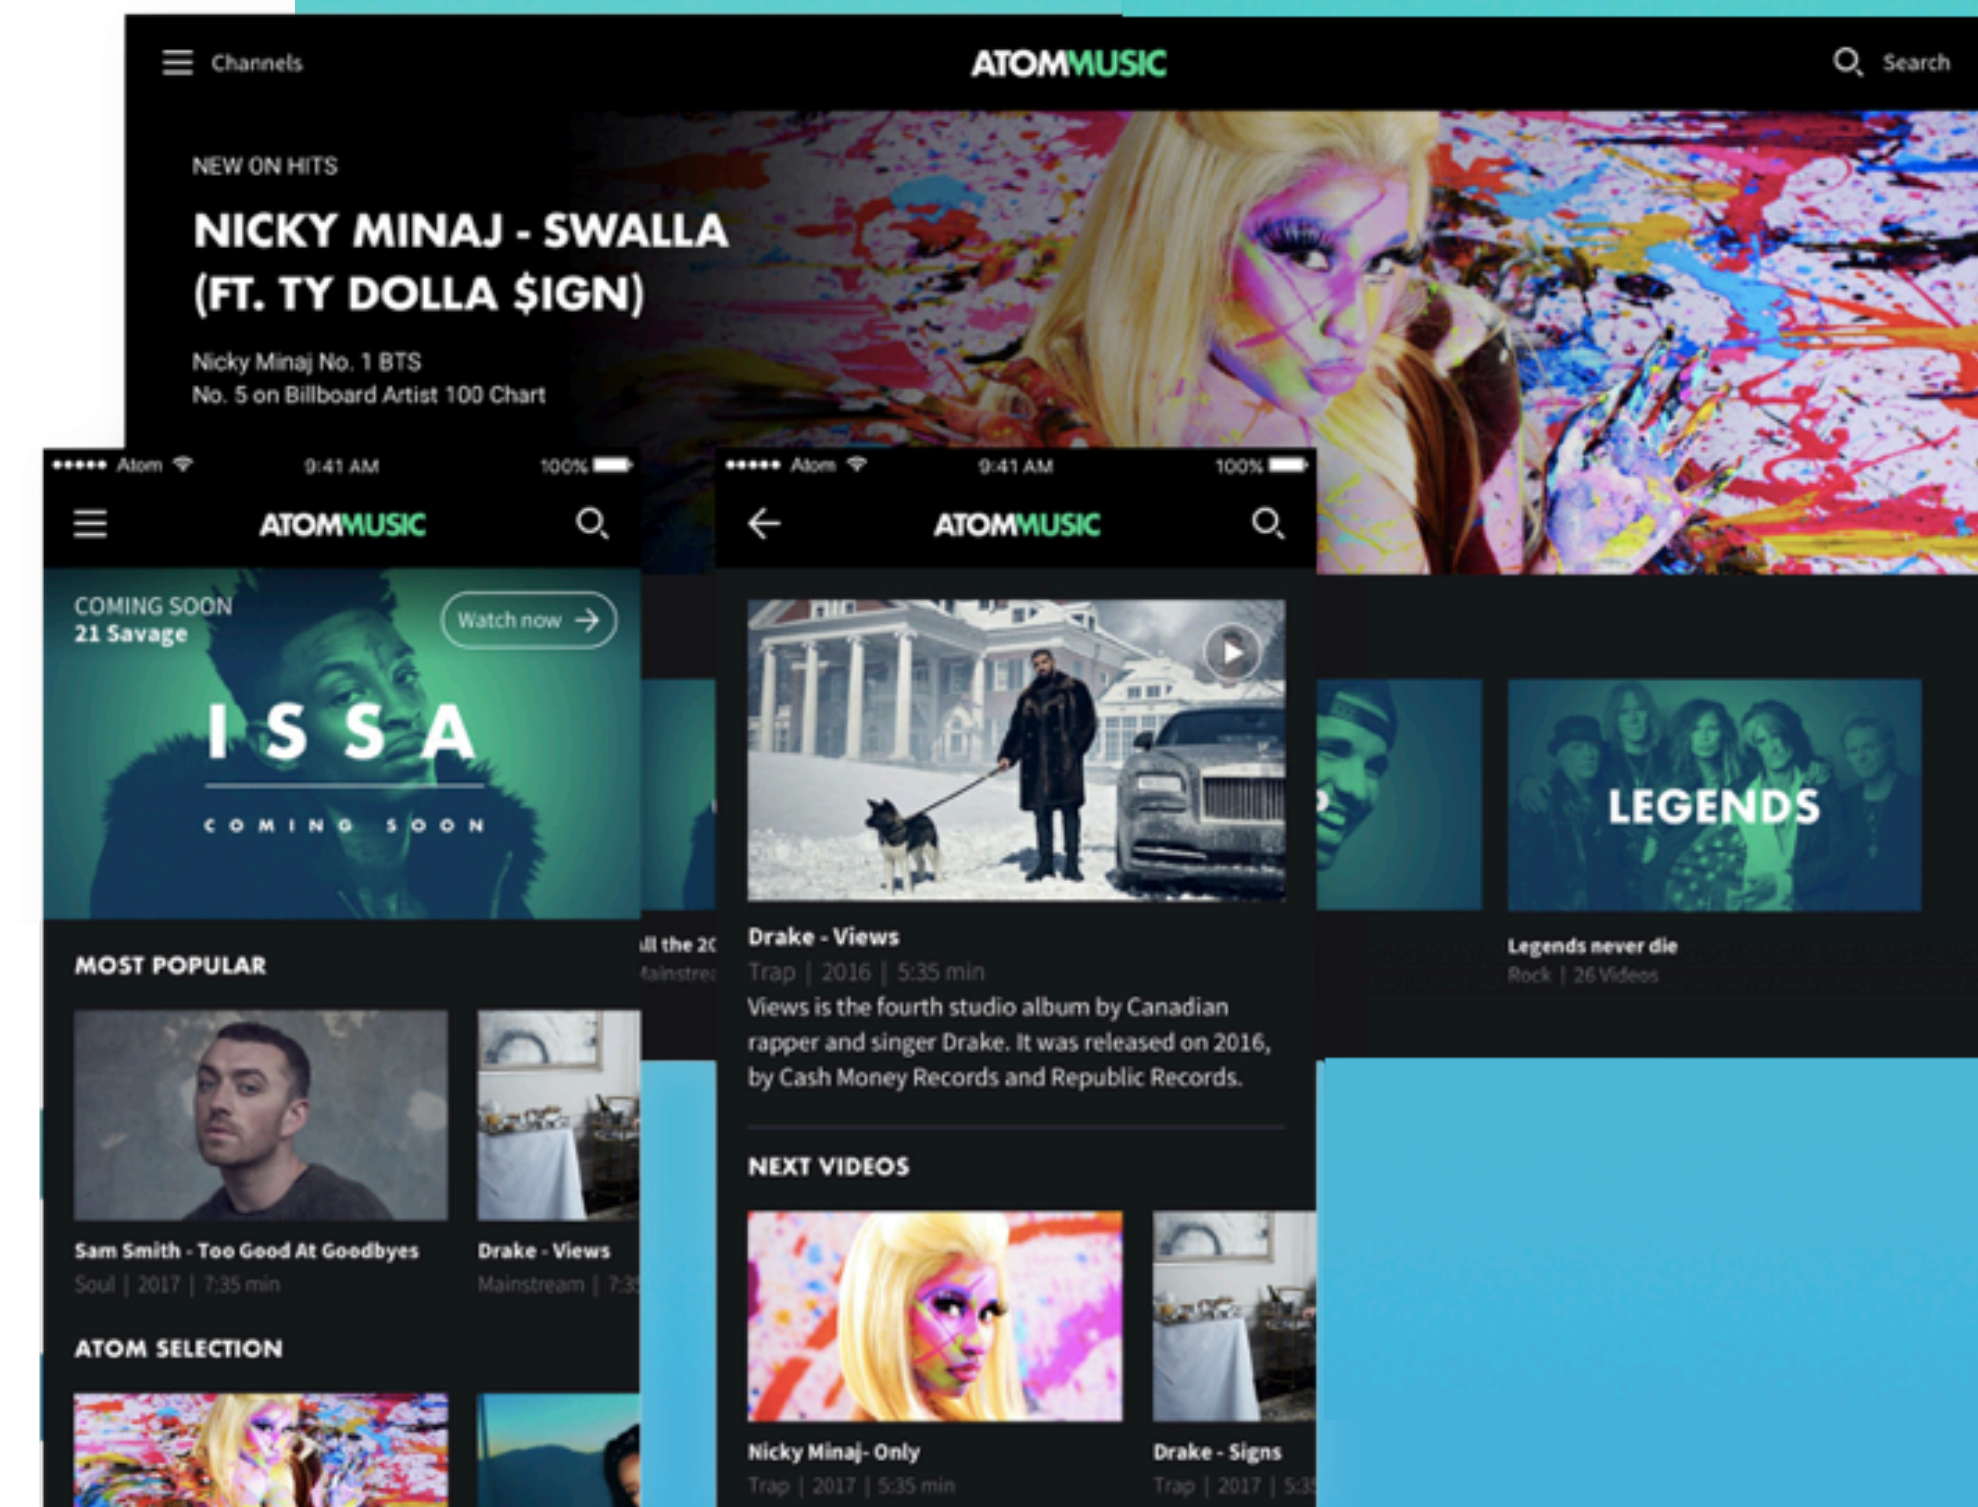 Channels
ATOMMUSIC
Search
NEW ON HITS
NICKY MINAJ - SWALLA
(FT. TY DOLLA $IGN)
Nicky Minaj No. 1 BTS
No. 5 on Billboard Artist 100 Chart
Atom
9:41 AM
100%
ATOMMUSIC
COMING SOON
21 Savage
Watch now
ISSA
COMING SOON
MOST POPULAR
Sam Smith - Too Good At Goodbyes
Soul | 2017 | 7:35 min
Drake - Views
Mainstream |
ATOM SELECTION
Atom
9:41 AM
100%
ATOMMUSIC
Drake - Views
Trap | 2016 | 5:35 min
Views is the fourth studio album by Canadian
rapper and singer Drake. It was released on 2016,
by Cash Money Records and Republic Records.
NEXT VIDEOS
Nicky Minaj- Only
Trap | 2017 | 5:35 min
Drake - Signs
Trap | 2017 |
the
LEGENDS
Legends never die
Rock | 26 Videos